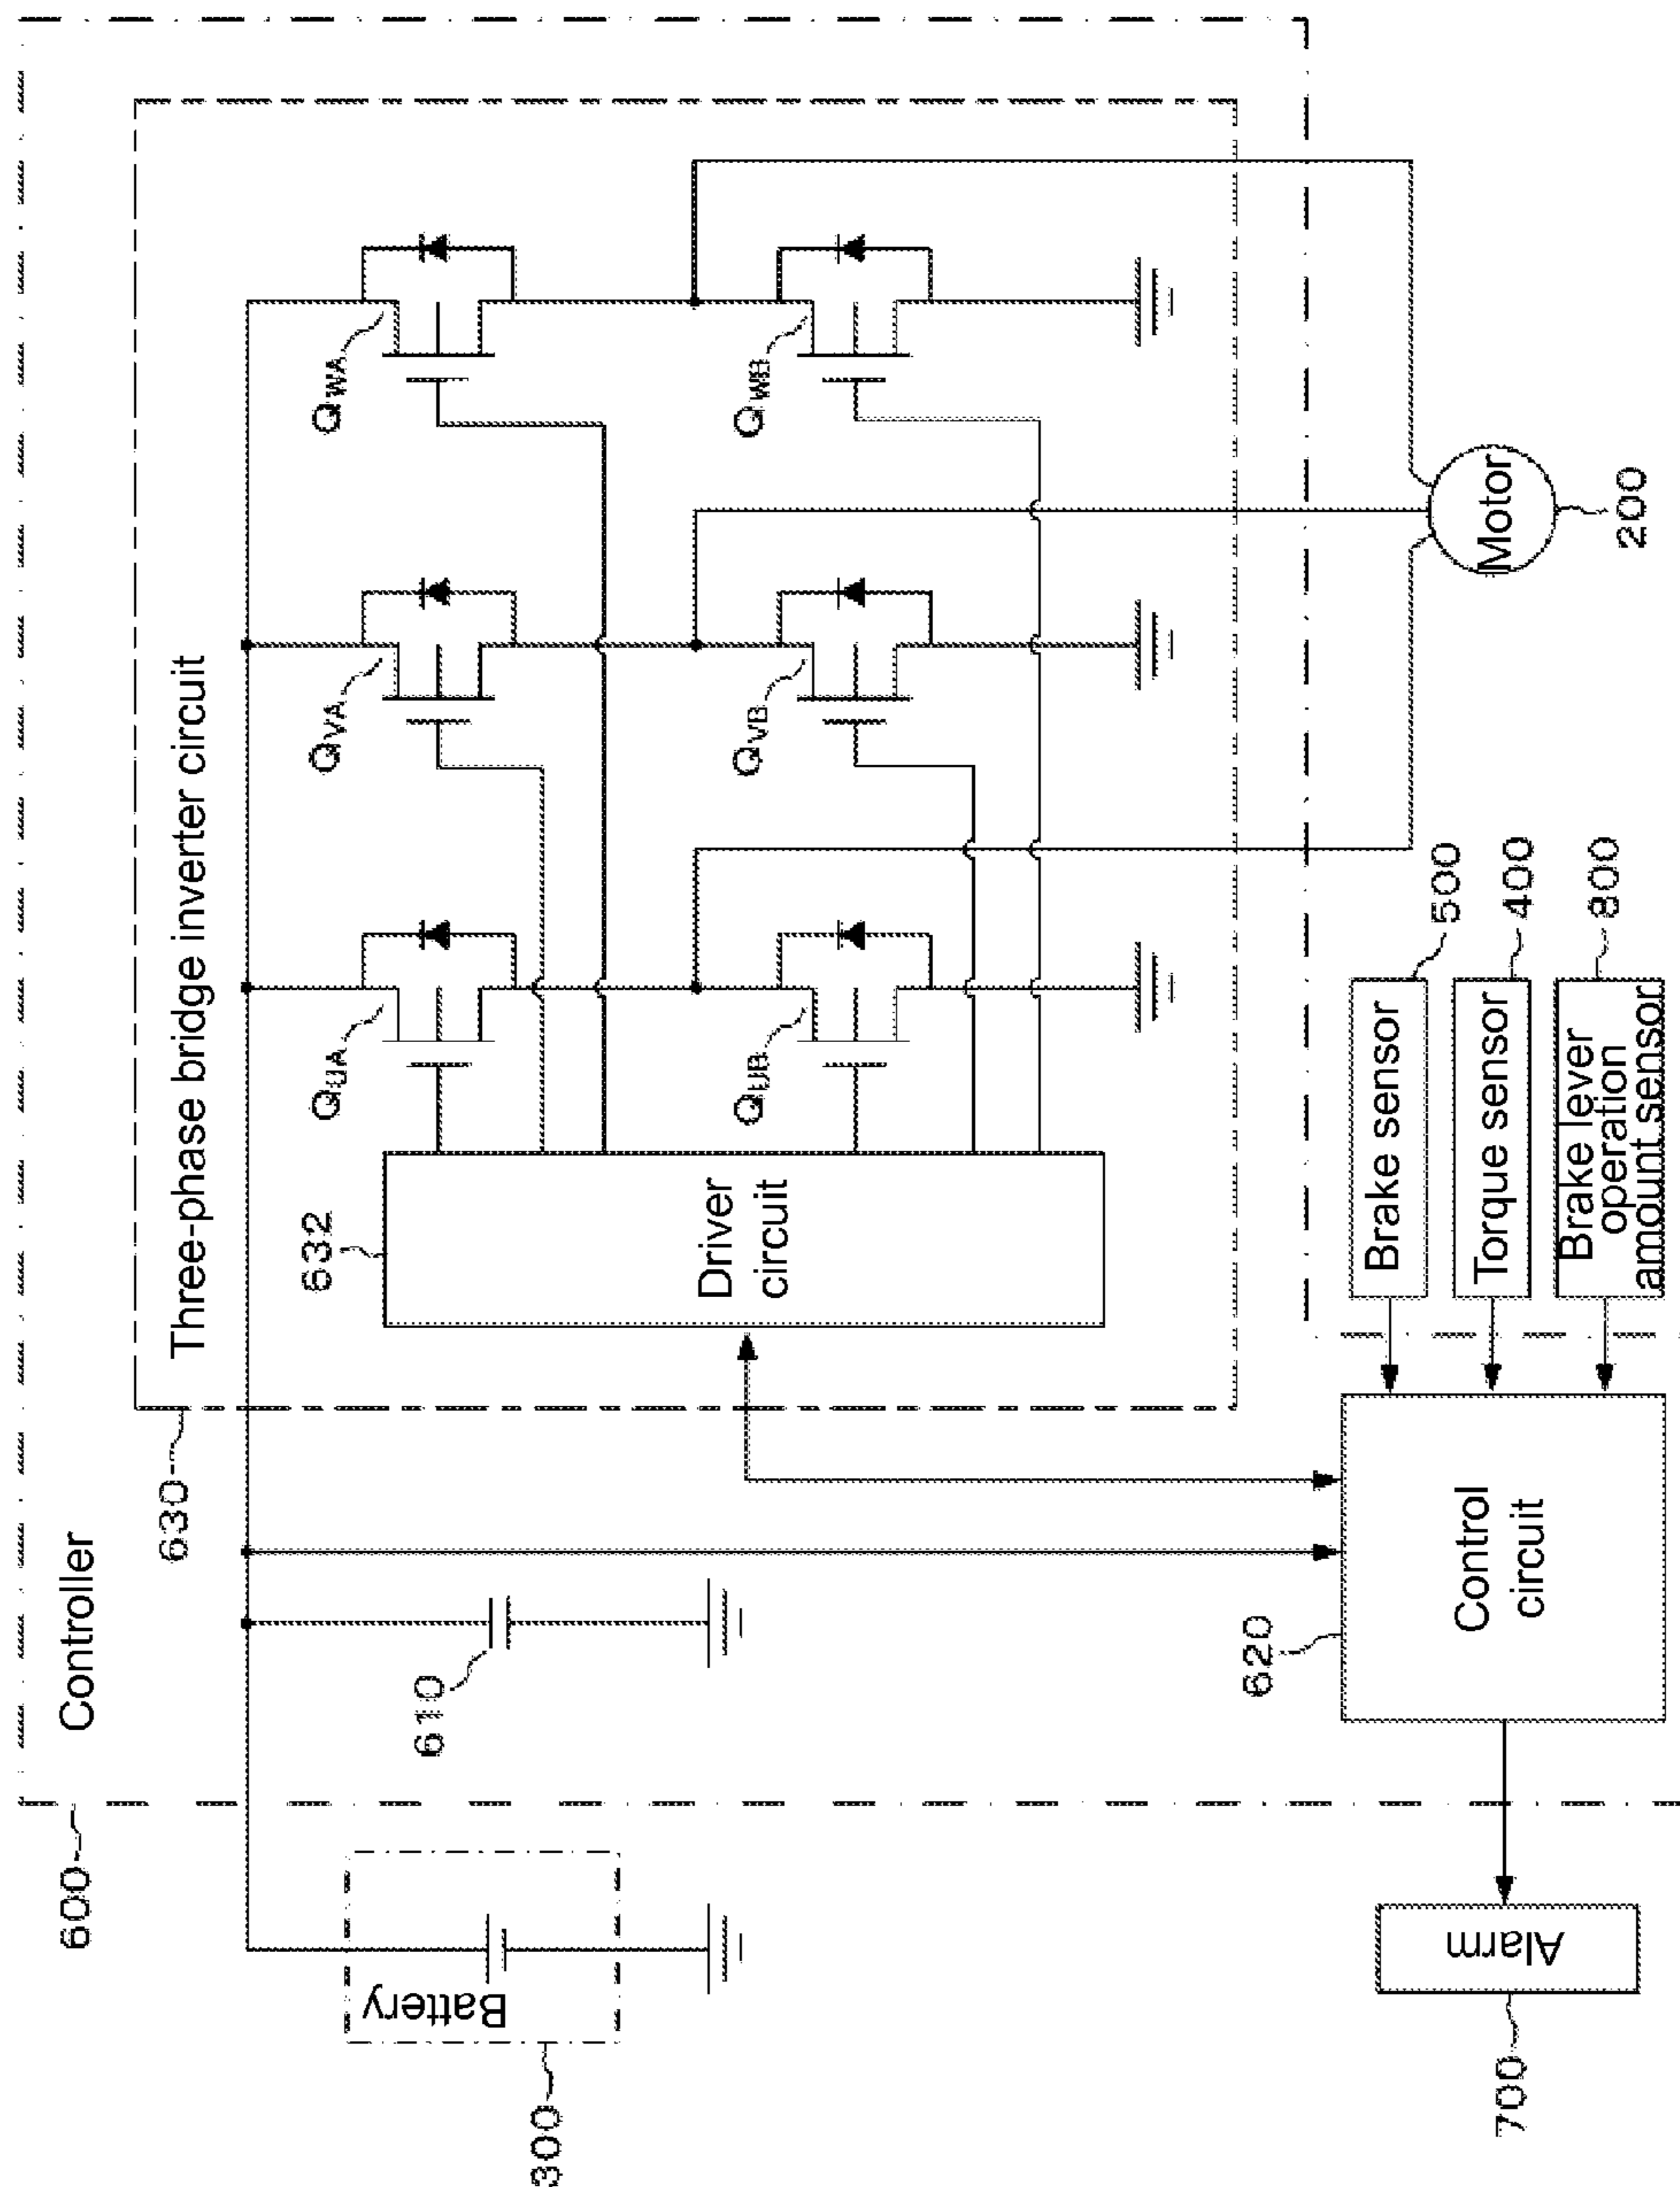 600
Controller
630
Three-phase bridge inverter circuit
300
Battery
610
632
Driver
circuit
Q_UA
Q_VA
Q_WA
Q_UB
Q_VB
Q_WB
620
Control
circuit
700
Alarm
Brake sensor
500
Torque sensor
400
Brake lever
operation
amount sensor
800
Motor
200